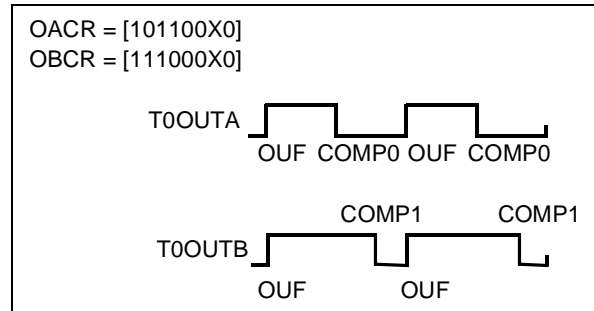 OACR = [101100X0]
OBCR = [111000X0]
T0OUTA
OUF COMP0 OUF COMP0
COMP1 COMP1
T0OUTB
OUF OUF